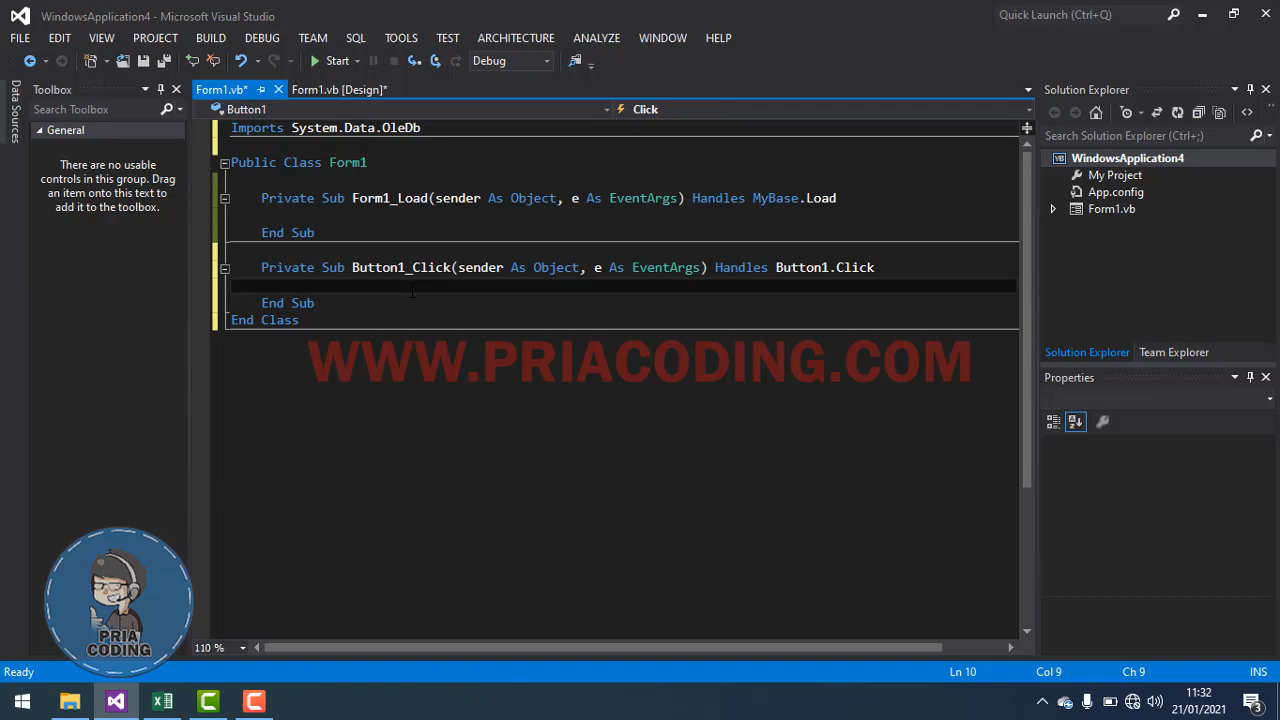 WindowsApplication4 - Microsoft Visual Studio
Quick Launch (Ctrl+Q)
FILE EDIT VIEW PROJECT BUILD DEBUG TEAM SQL TOOLS TEST ARCHITECTURE ANALYZE WINDOW HELP
Start Debug
Data Sources
Toolbox
Search Toolbox
General
There are no usable
controls in this group. Drag
an item onto this text to
add it to the toolbox.
Form1.vb* Form1.vb [Design]*
Button1 Click
Imports System.Data.OleDb
Public Class Form1
Private Sub Form1_Load(sender As Object, e As EventArgs) Handles MyBase.Load
End Sub
Private Sub Button1_Click(sender As Object, e As EventArgs) Handles Button1.Click
End Sub
End Class
WWW.PRIACODING.COM
110 %
Solution Explorer
Search Solution Explorer (Ctrl+;)
VB WindowsApplication4
My Project
App.config
Form1.vb
Solution Explorer Team Explorer
Properties
PRIA
CODING
Ready Ln 10 Col 9 Ch 9 INS
11:32
21/01/2021
3